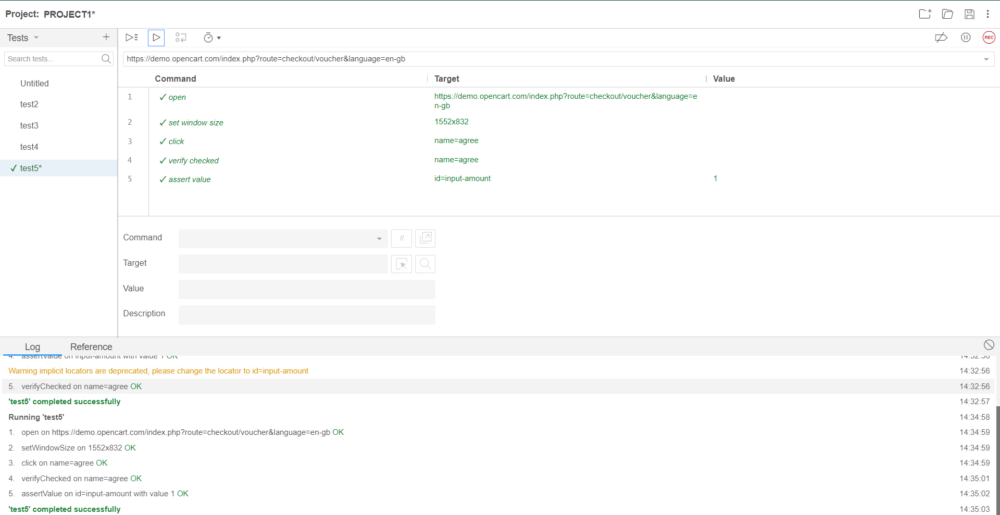 Project: PROJECT1*
Tests
REC
Search tests...
https://demo.opencart.com/index.php?route=checkout/voucher&language=en-gb
Untitled
test2
test3
test4
✓ test5*
Command Target Value
1 ✓ open https://demo.opencart.com/index.php?route=checkout/voucher&language=e
n-gb
2 ✓ set window size 1552x832
3 ✓ click name=agree
4 ✓ verify checked name=agree
5 ✓ assert value id=input-amount 1
Command //
Target
Value
Description
Log Reference
4. assertValue on input-amount with value 1 OK 14:32:56
Warning implicit locators are deprecated, please change the locator to id=input-amount 14:32:56
5. verifyChecked on name=agree OK 14:32:56
'test5' completed successfully 14:32:57
Running 'test5' 14:34:58
1. open on https://demo.opencart.com/index.php?route=checkout/voucher&language=en-gb OK 14:34:59
2. setWindowSize on 1552x832 OK 14:34:59
3. click on name=agree OK 14:34:59
4. verifyChecked on name=agree OK 14:35:01
5. assertValue on id=input-amount with value 1 OK 14:35:02
'test5' completed successfully 14:35:03